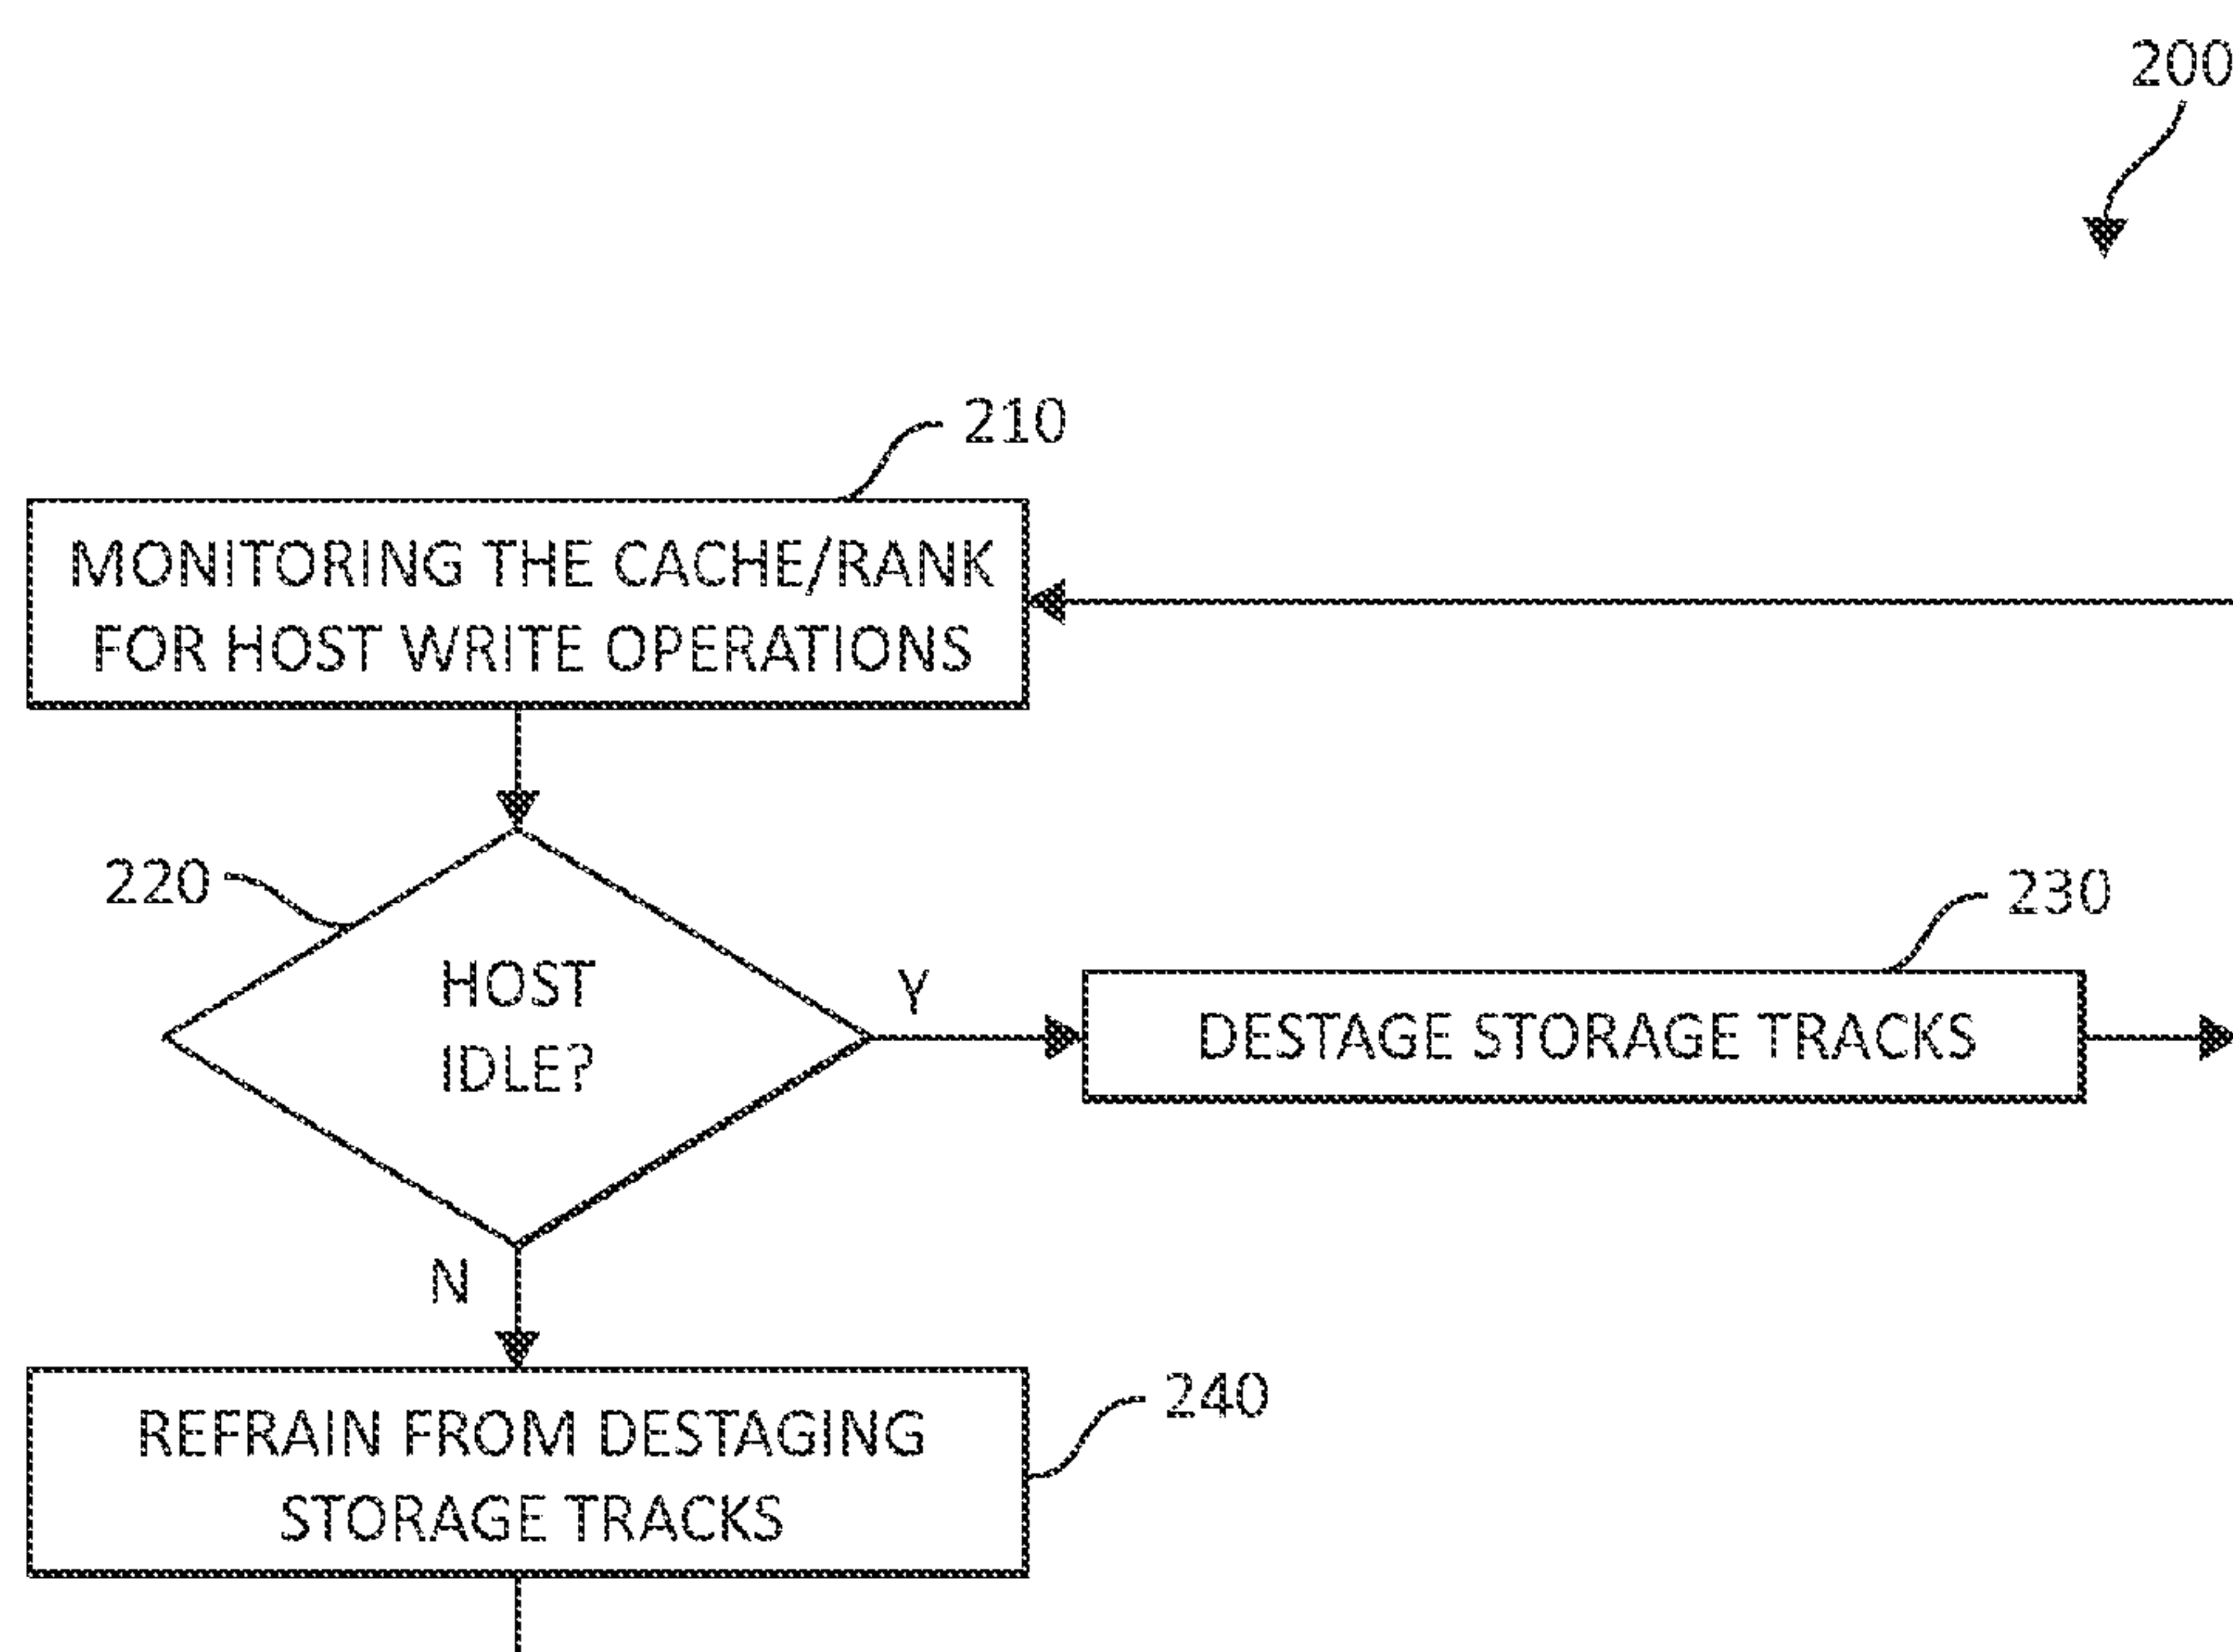 200
210
MONITORING THE CACHE/RANK
FOR HOST WRITE OPERATIONS
220
HOST
IDLE?
Y
230
DESTAGE STORAGE TRACKS
N
240
REFRAIN FROM DESTAGING
STORAGE TRACKS